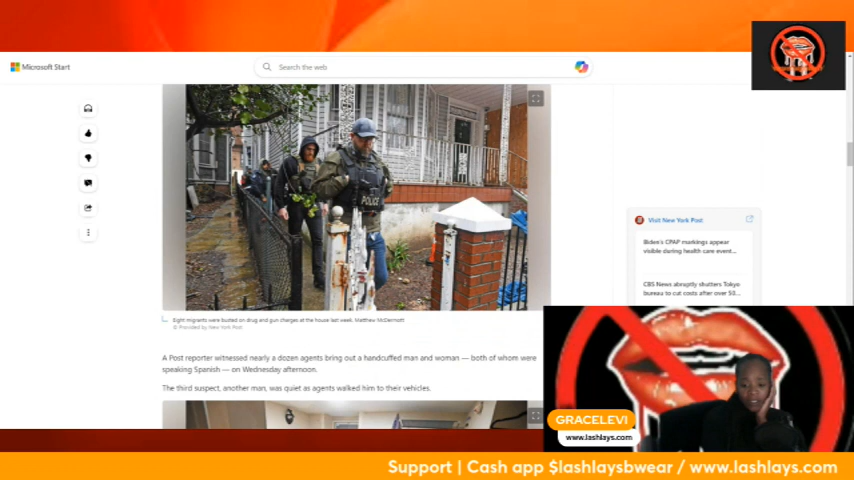 Microsoft Start
Search the web
POLICE
Visit New York Post
Biden's CPAP markings appear
visible during health care event...
CBS News abruptly shutters Tokyo
bureau to cut costs after over 50...
Eight migrants were busted on drug and gun charges at the house last week. Matthew McDermott
© Provided by New York Post
A Post reporter witnessed nearly a dozen agents bring out a handcuffed man and woman — both of whom were
speaking Spanish — on Wednesday afternoon.
The third suspect, another man, was quiet as agents walked him to their vehicles.
GRACELEVI
www.lashlays.com
Support | Cash app $lashlaysbwear / www.lashlays.com